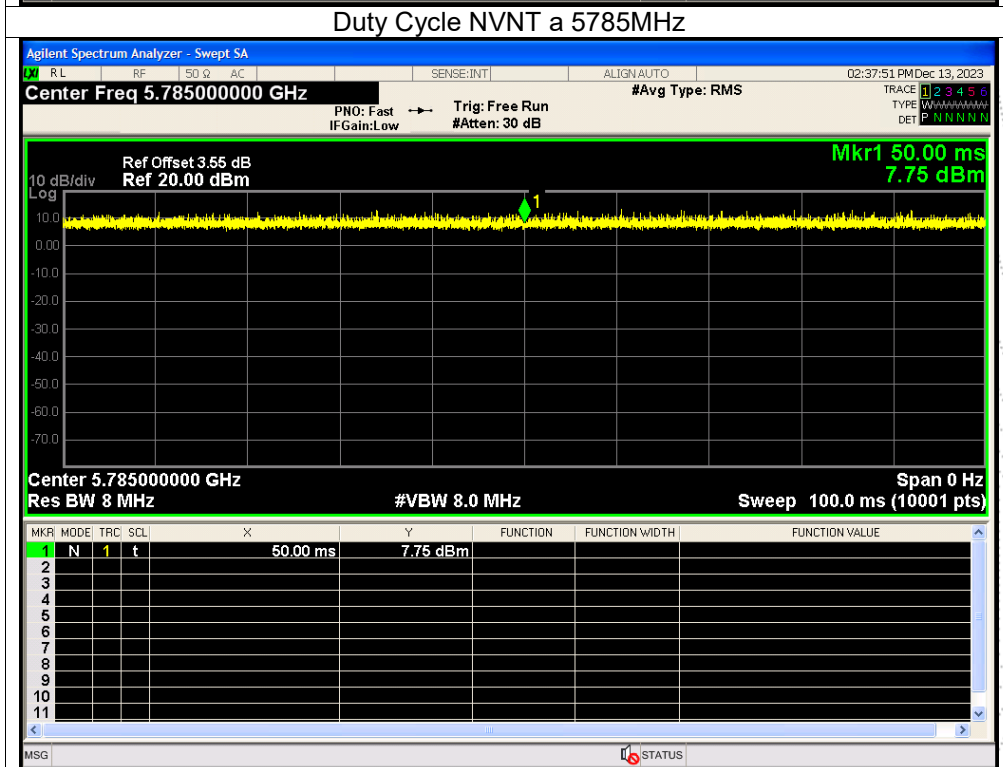 Duty Cycle NVNT a 5785MHz
Agilent Spectrum Analyzer - Swept SA
LXI RL RF 50 Ω AC SENSE:INT ALIGN AUTO 02:37:51 PM Dec 13, 2023
Center Freq 5.785000000 GHz #Avg Type: RMS TRACE 1 2 3 4 5 6
PNO: Fast Trig: Free Run TYPE WWWWWW
IFGain:Low #Atten: 30 dB DET P N N N N N
Mkr1 50.00 ms
Ref Offset 3.55 dB
10 dB/div Ref 20.00 dBm 7.75 dBm
Log
1
10.0
0.00
-10.0
-20.0
-30.0
-40.0
-50.0
-60.0
-70.0
Center 5.785000000 GHz Span 0 Hz
Res BW 8 MHz #VBW 8.0 MHz Sweep 100.0 ms (10001 pts)
MKR MODE TRC SCL X Y FUNCTION FUNCTION WIDTH FUNCTION VALUE
1 N 1 t 50.00 ms 7.75 dBm
2
3
4
5
6
7
8
9
10
11
MSG STATUS